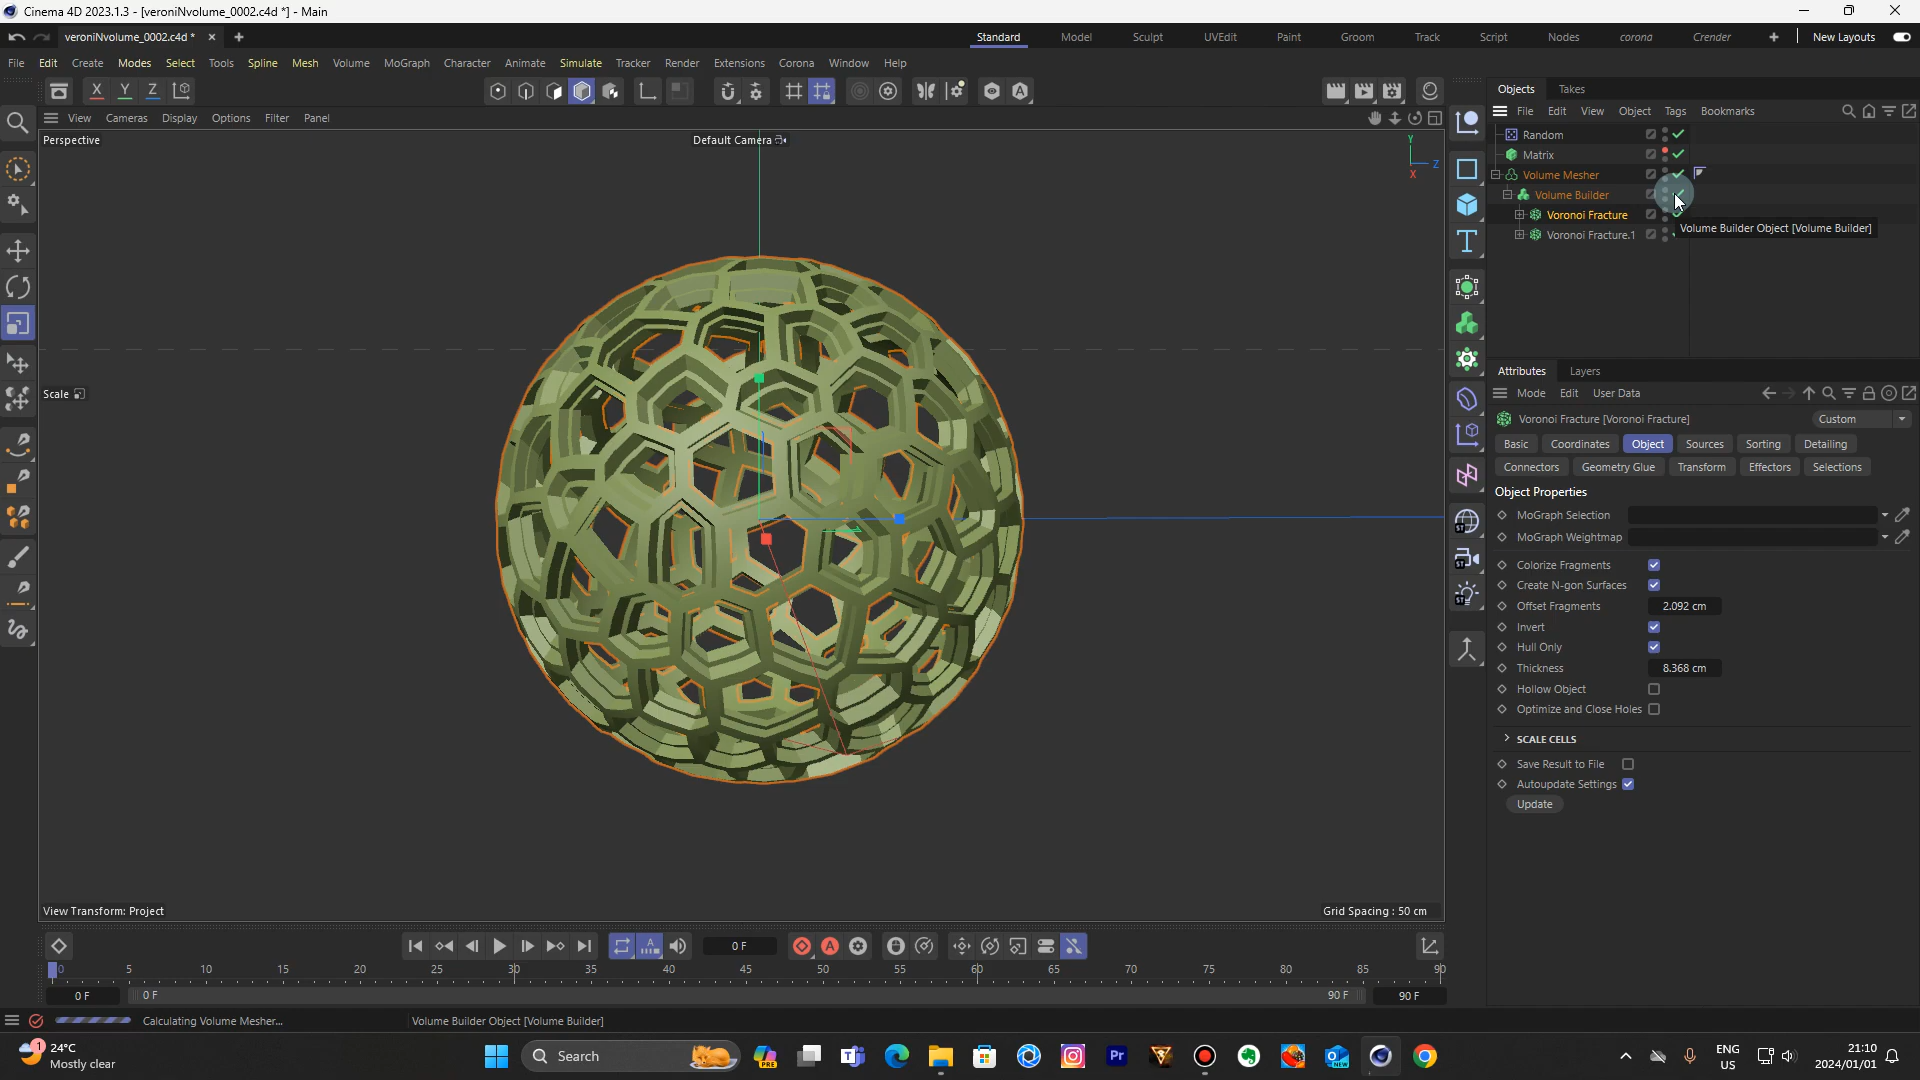 Cinema 4D 2023.1.3 - [veroniNvolume_0002.c4d *] - Main
veroniNvolume_0002.c4d *
Standard Model Sculpt UVEdit Paint Groom Track Script Nodes corona Crender New Layouts
File Edit Create Modes Select Tools Spline Mesh Volume MoGraph Character Animate Simulate Tracker Render Extensions Corona Window Help
X Y Z
Objects Takes
View Cameras Display Options Filter Panel
File Edit View Object Tags Bookmarks
Perspective
Default Camera
Y
Z
X
Random
Matrix
Volume Mesher
Volume Builder
Voronoi Fracture
Volume Builder Object [Volume Builder]
Voronoi Fracture.1
Attributes Layers
Scale
Mode Edit User Data
Voronoi Fracture [Voronoi Fracture]
Custom
Basic Coordinates Object Sources Sorting Detailing
Connectors Geometry Glue Transform Effectors Selections
Object Properties
MoGraph Selection
MoGraph Weightmap
Colorize Fragments
Create N-gon Surfaces
Offset Fragments 2.092 cm
Invert
Hull Only
Thickness 8.368 cm
Hollow Object
Optimize and Close Holes
SCALE CELLS
Save Result to File
Autoupdate Settings
Update
View Transform: Project
Grid Spacing : 50 cm
0 F
0 5 10 15 20 25 30 35 40 45 50 55 60 65 70 75 80 85 90
0 F 0 F 90 F 90 F
Calculating Volume Mesher... Volume Builder Object [Volume Builder]
1
24°C
Mostly clear
Search
PRE
Pr
NEW
ENG
US
21:10
2024/01/01